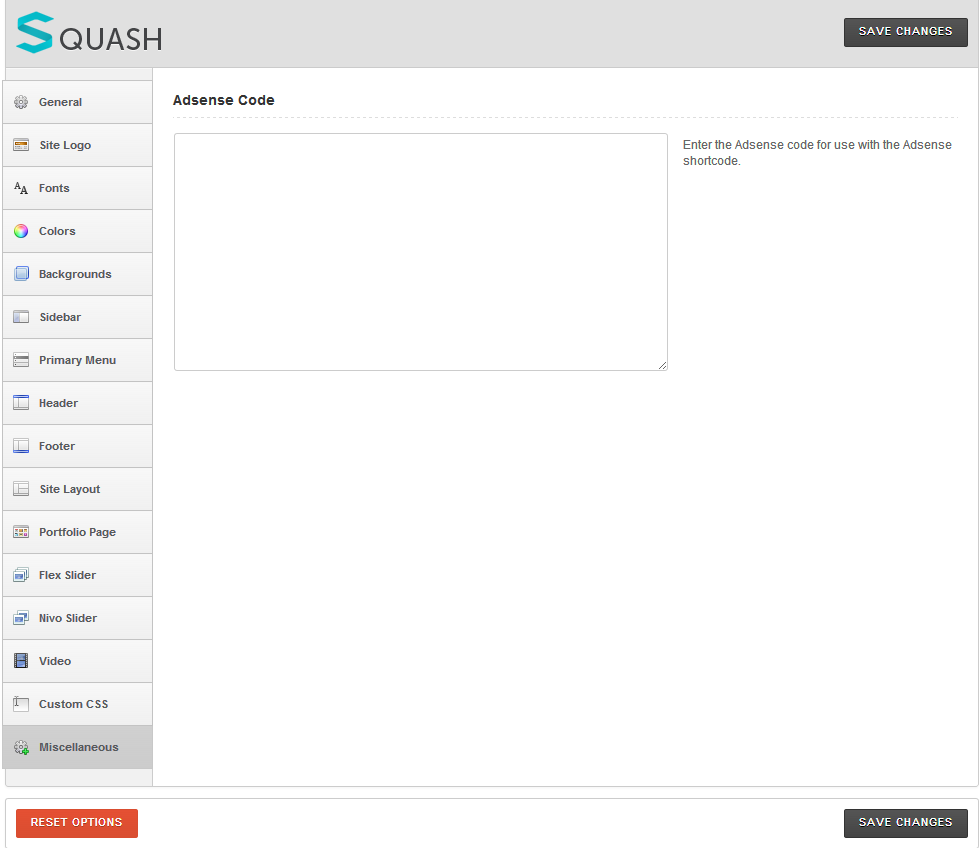 SQUASH
SAVE CHANGES
General
Site Logo
Fonts
Colors
Backgrounds
Sidebar
Primary Menu
Header
Footer
Site Layout
Portfolio Page
Flex Slider
Nivo Slider
Video
Custom CSS
Miscellaneous
Adsense Code
Enter the Adsense code for use with the Adsense
shortcode.
RESET OPTIONS
SAVE CHANGES